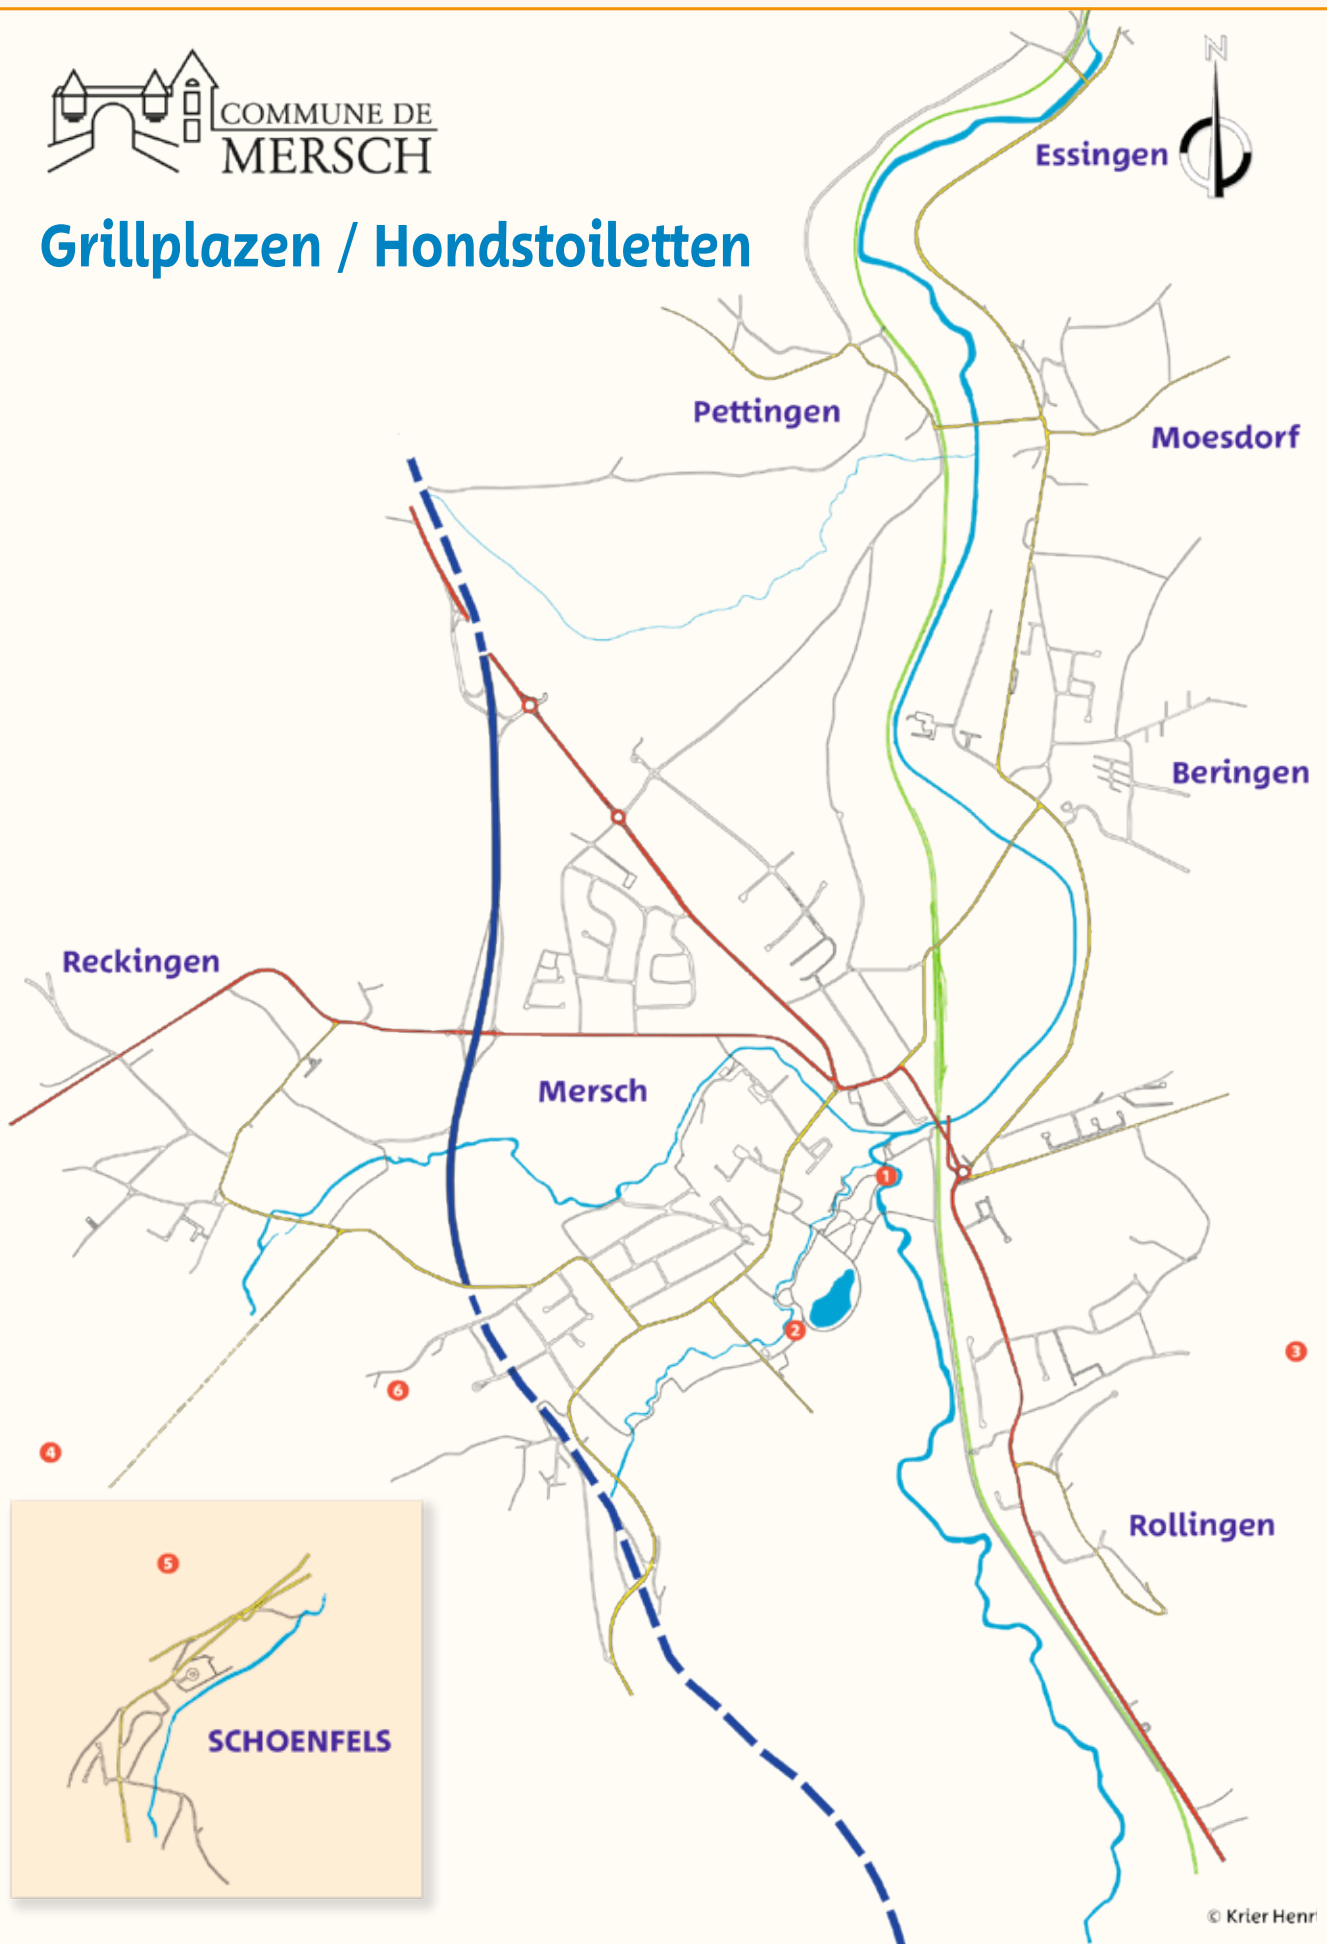 COMMUNE DE
MERSCH
N
Essingen
Grillplazen / Hondstoiletten
Pettingen
Moesdorf
Beringen
Reckingen
Mersch
1
2
3
6
4
Rollingen
5
SCHOENFELS
© Krier Henri